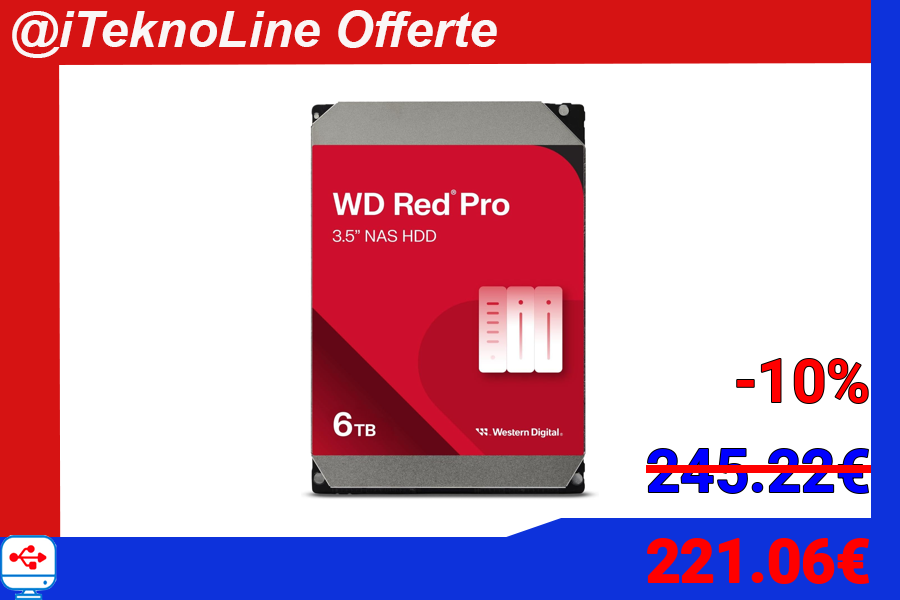 @iTeknoLine Offerte
WD Red® Pro
3.5” NAS HDD
6TB
Western Digital®
-10%
245.22€
221.06€